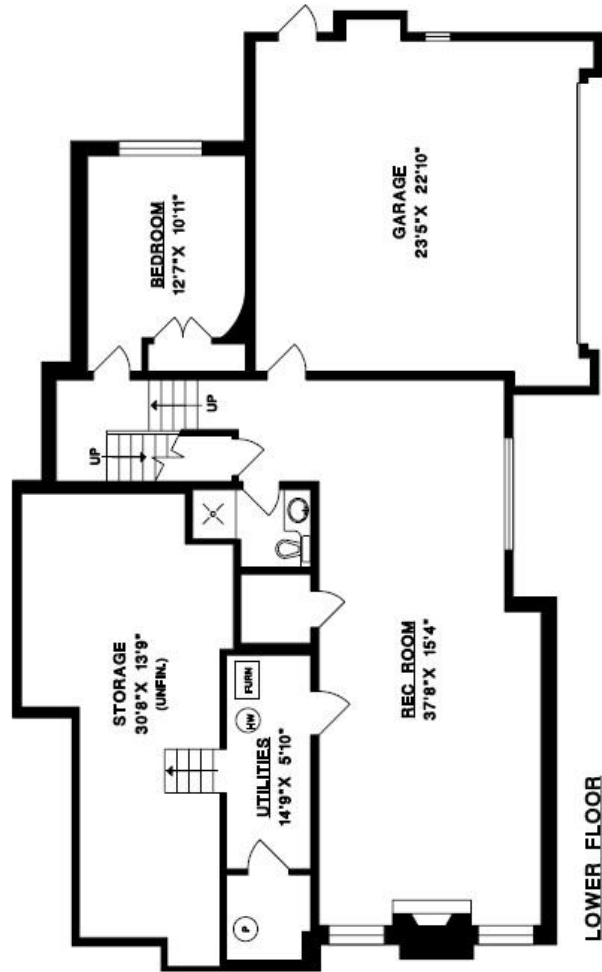 STORAGE
30'8"X 13'9"
(UNFIN.)
UP
UP
BEDROOM
12'7"X 10'11"
P
UTILITIES
14'9"X 5'10"
HW
FURN
REC ROOM
37'8"X 15'4"
GARAGE
23'5"X 22'10"
LOWER FLOOR